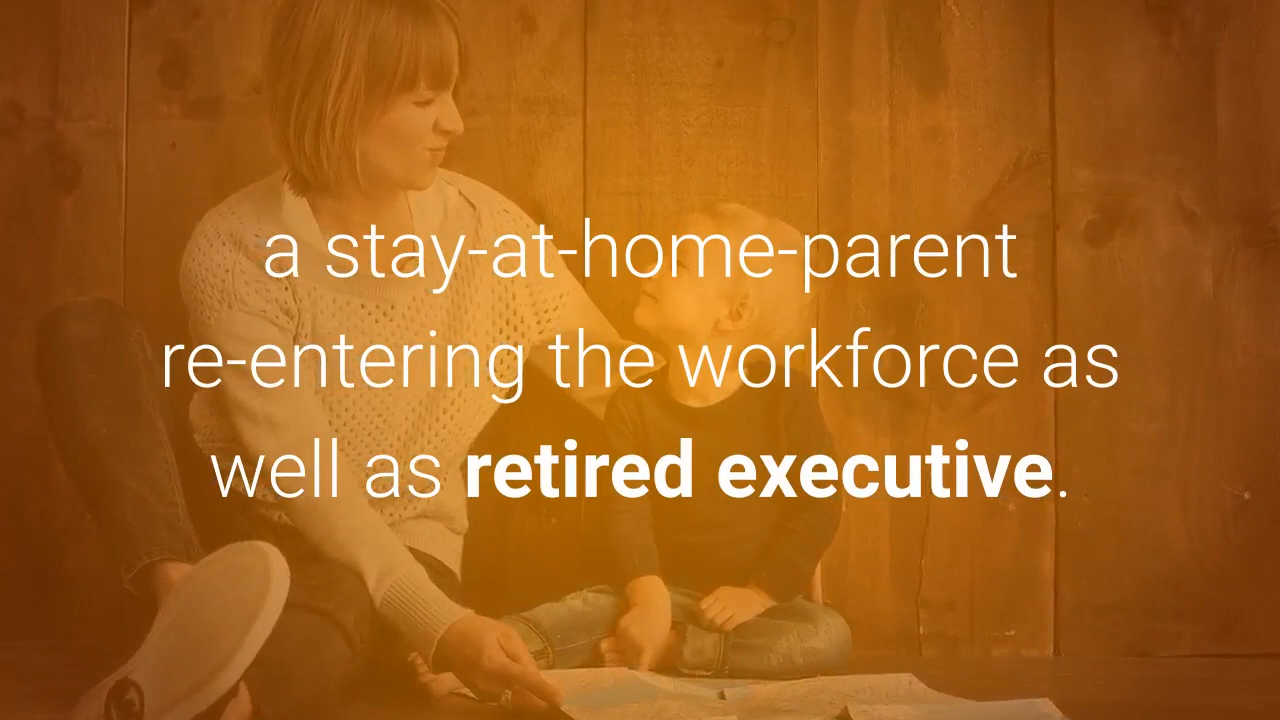 a stay-at-home-parent
re-entering the workforce as
well as retired executive.